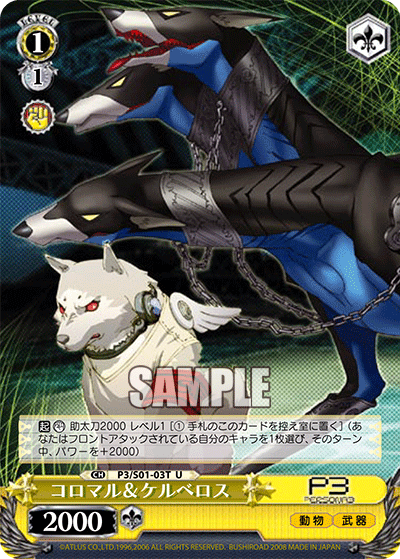 LEVEL
1
1
SAMPLE
起 助太刀2000 レベル1 [① 手札のこのカードを控え室に置く] (あ
なたはフロントアタックされている自分のキャラを1枚選び、そのターン
中、パワーを+2000)
CH P3/S01-03T U
コロマル&ケルベロス
P3
PERSONA3
2000
動物 武器
©ATLUS CO.,LTD.1996,2006 ALL RIGHTS RESERVED. BUSHIROAD 2008 MADE IN JAPAN